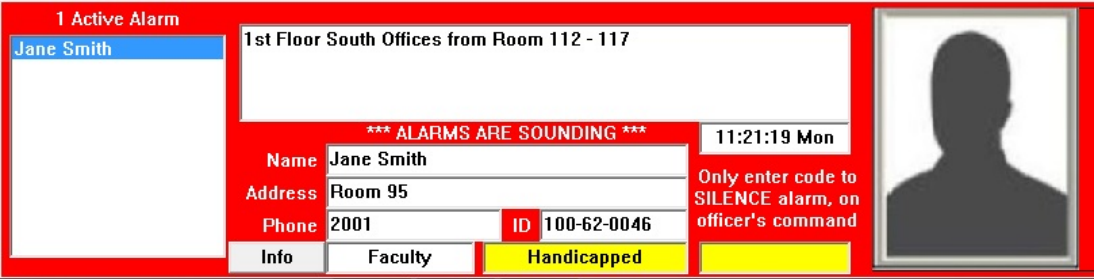 1 Active Alarm
Jane Smith
1st Floor South Offices from Room 112 - 117
*** ALARMS ARE SOUNDING ***
11:21:19 Mon
Name Jane Smith
Address Room 95
Phone 2001 ID 100-62-0046
Only enter code to
SILENCE alarm, on
officer's command
Info Faculty Handicapped